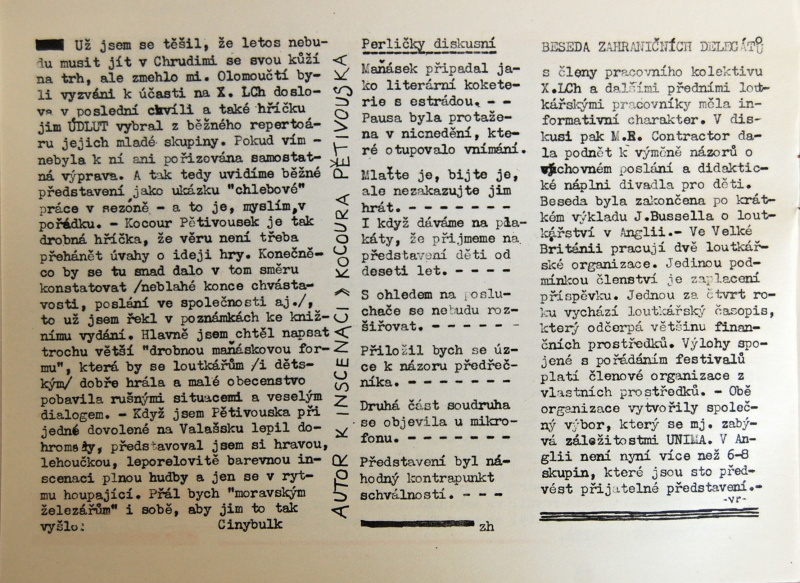 Už jsem se těšil, že letos nebu-
du musit jít v Chrudimi se svou kůží
na trh, ale zmehlo mi. Olomoučtí by-
li vyzváni k účasti na X. LCh doslo-
va v poslední chvíli a také hříčku
jim ÚDLUT vybral z běžného repertoá-
ru jejich mladé skupiny. Pokud vím -
nebyla k ní ani pořizována samostat-
ná výprava. A tak tedy uvidíme běžné
představení jako ukázku "chlebové"
práce v sezóně - a to je, myslím,v
pořádku. - Kocour Pětivousek je tak
drobná hříčka, že věru není třeba
přehánět úvahy o ideji hry. Konečně-
co by se tu snad dalo v tom směru
konstatovat /neblahé konce chvásta-
vosti, poslání ve společnosti aj./,
to už jsem řekl v poznámkách ke kniž-
nímu vydání. Hlavně jsem chtěl napsat
trochu větší "drobnou maňáskovou for-
mu", která by se loutkářům /i děts-
kým/ dobře hrála a malé obecenstvo
pobavila rušnými situacemi a veselým
dialogem. - Když jsem Pětivouska při
jedné dovolené na Valašsku lepil do-
hromady, představoval jsem si hravou,
lehoučkou, leporelovitě barevnou in-
scenaci plnou hudby a jen se v ryt-
mu houpající. Přál bych "moravským
železářům" i sobě, aby jim to tak
vyšlo: Cinybulk
AUTOR K INSCENACI » KOCOURA PĚTIVOUSKA
Perličky diskusní
Maňásek připadal ja-
ko literární kokete-
rie s estrádou. - -
Pausa byla protaže-
na v nicnedění, kte-
ré otupovalo vnímání.
Mlaťte je, bijte je,
ale nezakazujte jim
hrát. - - - - - - -
I když dáváme na pla-
káty, že přijmeme na
představení děti od
deseti let. - - - - -
S ohledem na poslu-
chače se nebudu roz-
šiřovat. - - - - - -
Přiložil bych se úz-
ce k názoru předřeč-
níka. - - - - - - - -
Druhá část soudruha
se objevila u mikro-
fonu. - - - - - - -
Představení byl ná-
hodný kontrapunkt
schválností. - - -
zh
BESEDA ZAHRANIČNÍCH DELEGÁTŮ
s členy pracovního kolektivu
X.LCh a dalšími předními lout-
kářskými pracovníky měla in-
formativní charakter. V dis-
kusi pak M.R. Contractor da-
la podnět k výměně názorů o
výchovném poslání a didaktic-
ké náplni divadla pro děti.
Beseda byla zakončena po krát-
kém výkladu J.Bussella o lout-
kářství v Anglii.- Ve Velké
Británii pracují dvě loutkář-
ské organizace. Jedinou pod-
mínkou členství je zaplacení
příspěvku. Jednou za čtvrt ro-
ku vychází loutkářský časopis,
který odčerpá většinu finan-
čních prostředků. Výlohy spo-
jené s pořádáním festivalů
platí členové organizace z
vlastních prostředků. - Obě
organizace vytvořily společ-
ný výbor, který se mj. zabý-
vá záležitostmi UNIMA. V An-
glii není nyní více než 6-8
skupin, které jsou sto před-
vést přijatelné představení.-
-vr-